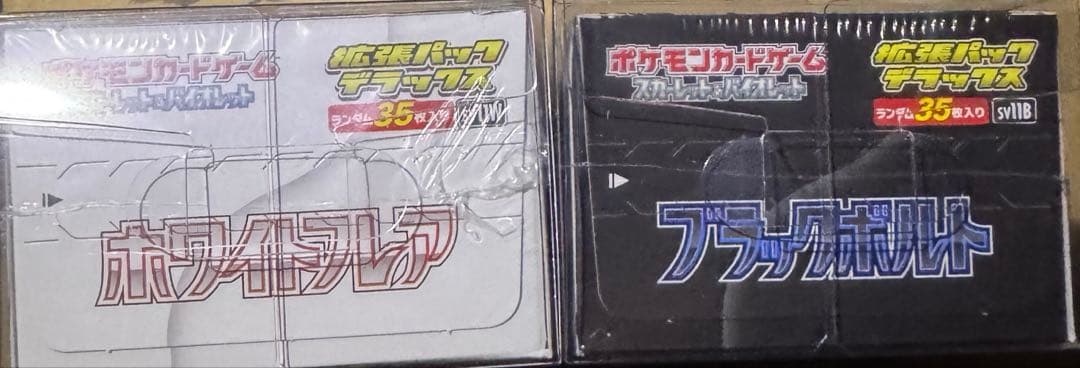 ポケモンカードゲーム
スカーレット&バイオレット
拡張パック
デラックス
ランダム35枚入り
ホワイトフレア
ポケモンカードゲーム
スカーレット&バイオレット
拡張パック
デラックス
ランダム35枚入り SV11B
ブラックボルト